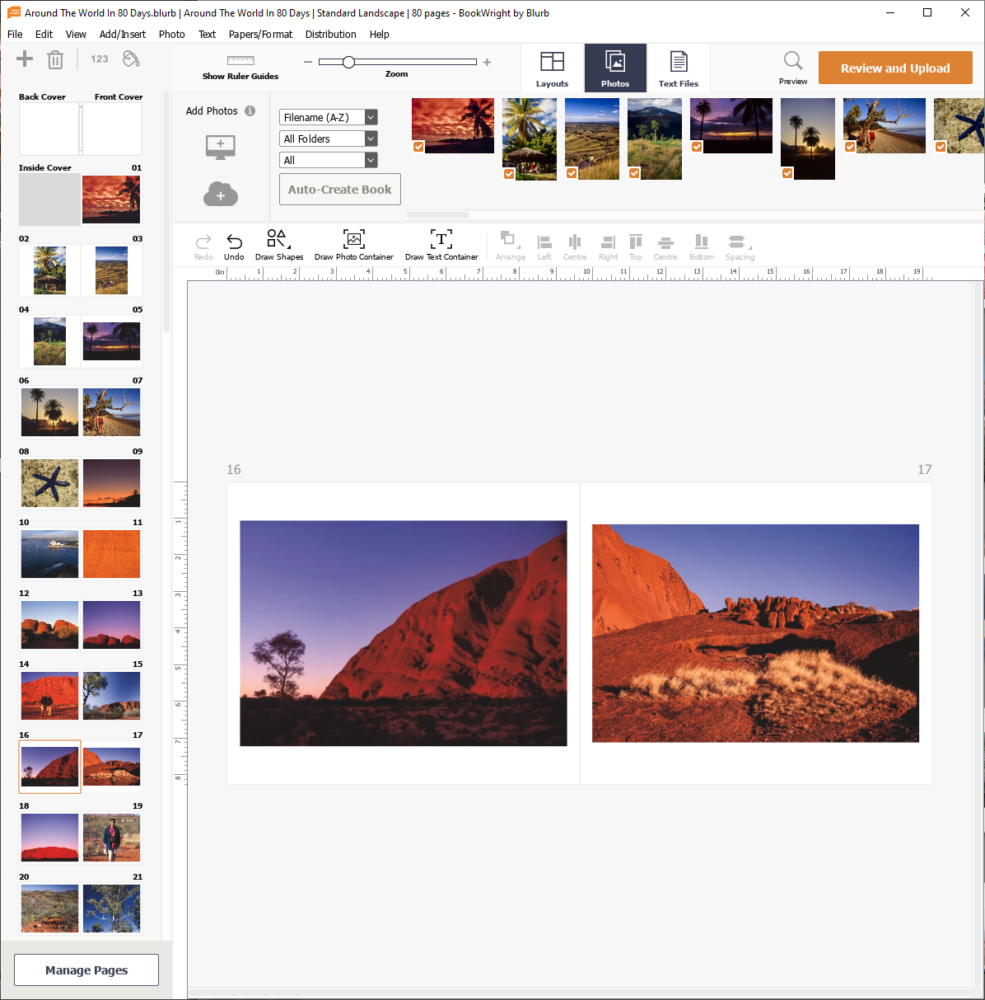 Around The World In 80 Days.blurb | Around The World In 80 Days | Standard Landscape | 80 pages - BookWright by Blurb
File Edit View Add/Insert Photo Text Papers/Format Distribution Help
123
Show Ruler Guides
Zoom
Layouts
Photos
Text Files
Preview
Review and Upload
Back Cover Front Cover
Add Photos
Filename (A-Z)
All Folders
All
Auto-Create Book
Inside Cover 01
02 03
04 05
06 07
08 09
10 11
12 13
14 15
16 17
18 19
20 21
Manage Pages
Redo Undo Draw Shapes Draw Photo Container Draw Text Container Arrange Left Centre Right Top Centre Bottom Spacing
0in 1 2 3 4 5 6 7 8 9 10 11 12 13 14 15 16 17 18 19
16 17
1
2
3
4
5
6
7
8